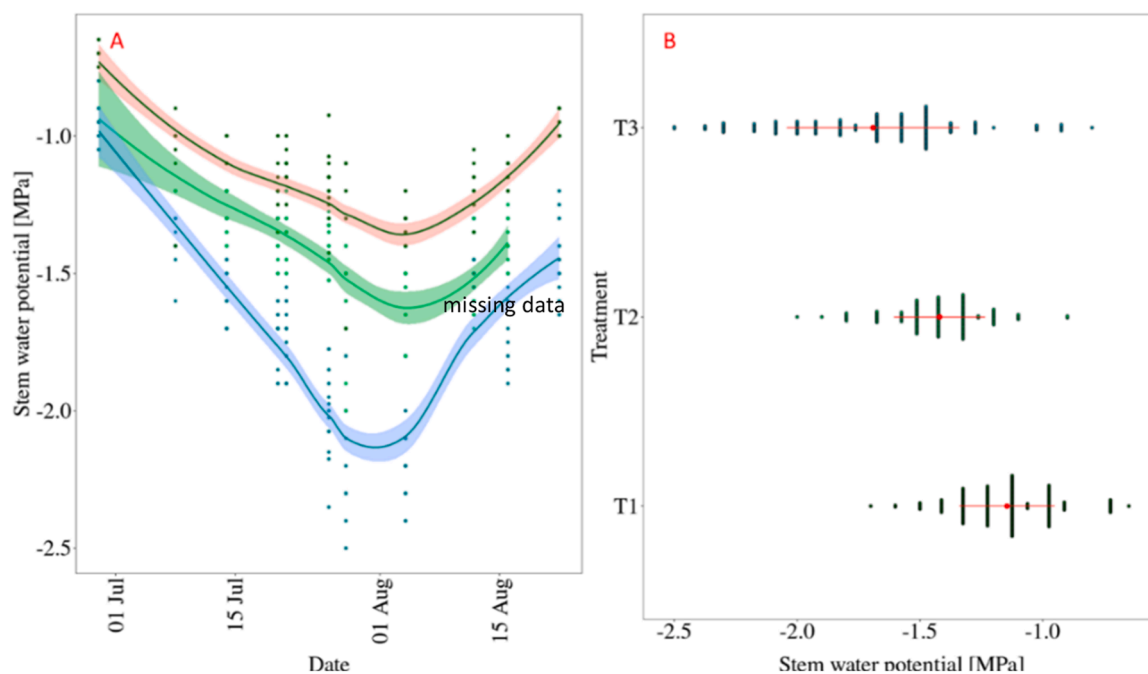 A
Stem water potential [MPa]
-1.0
-1.5
-2.0
-2.5
missing data
01 Jul
15 Jul
01 Aug
15 Aug
Date
B
Treatment
T3
T2
T1
-2.5 -2.0 -1.5 -1.0
Stem water potential [MPa]